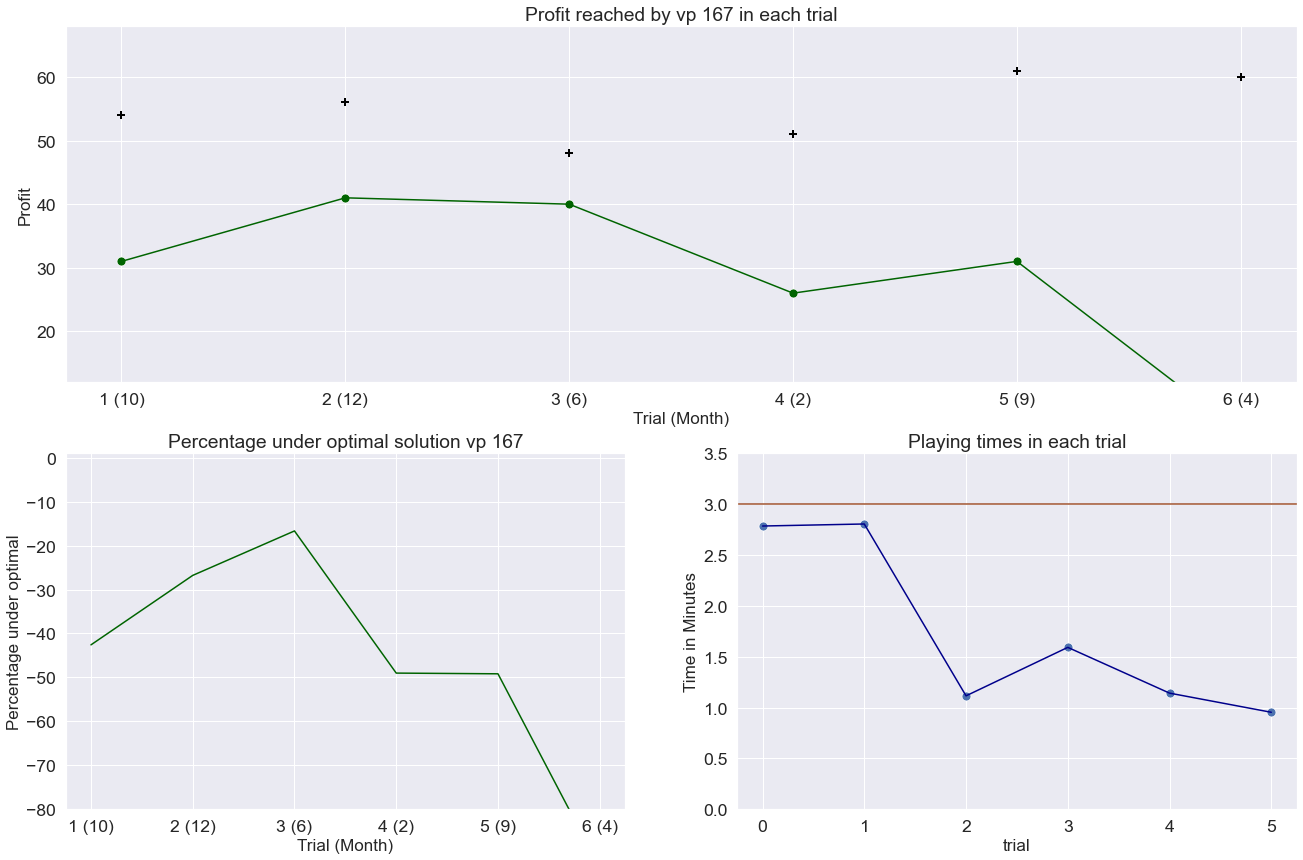 Profit reached by vp 167 in each trial
Profit
60
50
40
30
20
1 (10) 2 (12) 3 (6) 4 (2) 5 (9) 6 (4)
Trial (Month)
Percentage under optimal solution vp 167
Percentage under optimal
0
−10
−20
−30
−40
−50
−60
−70
−80
1 (10) 2 (12) 3 (6) 4 (2) 5 (9) 6 (4)
Trial (Month)
Playing times in each trial
Time in Minutes
3.5
3.0
2.5
2.0
1.5
1.0
0.5
0.0
0 1 2 3 4 5
trial